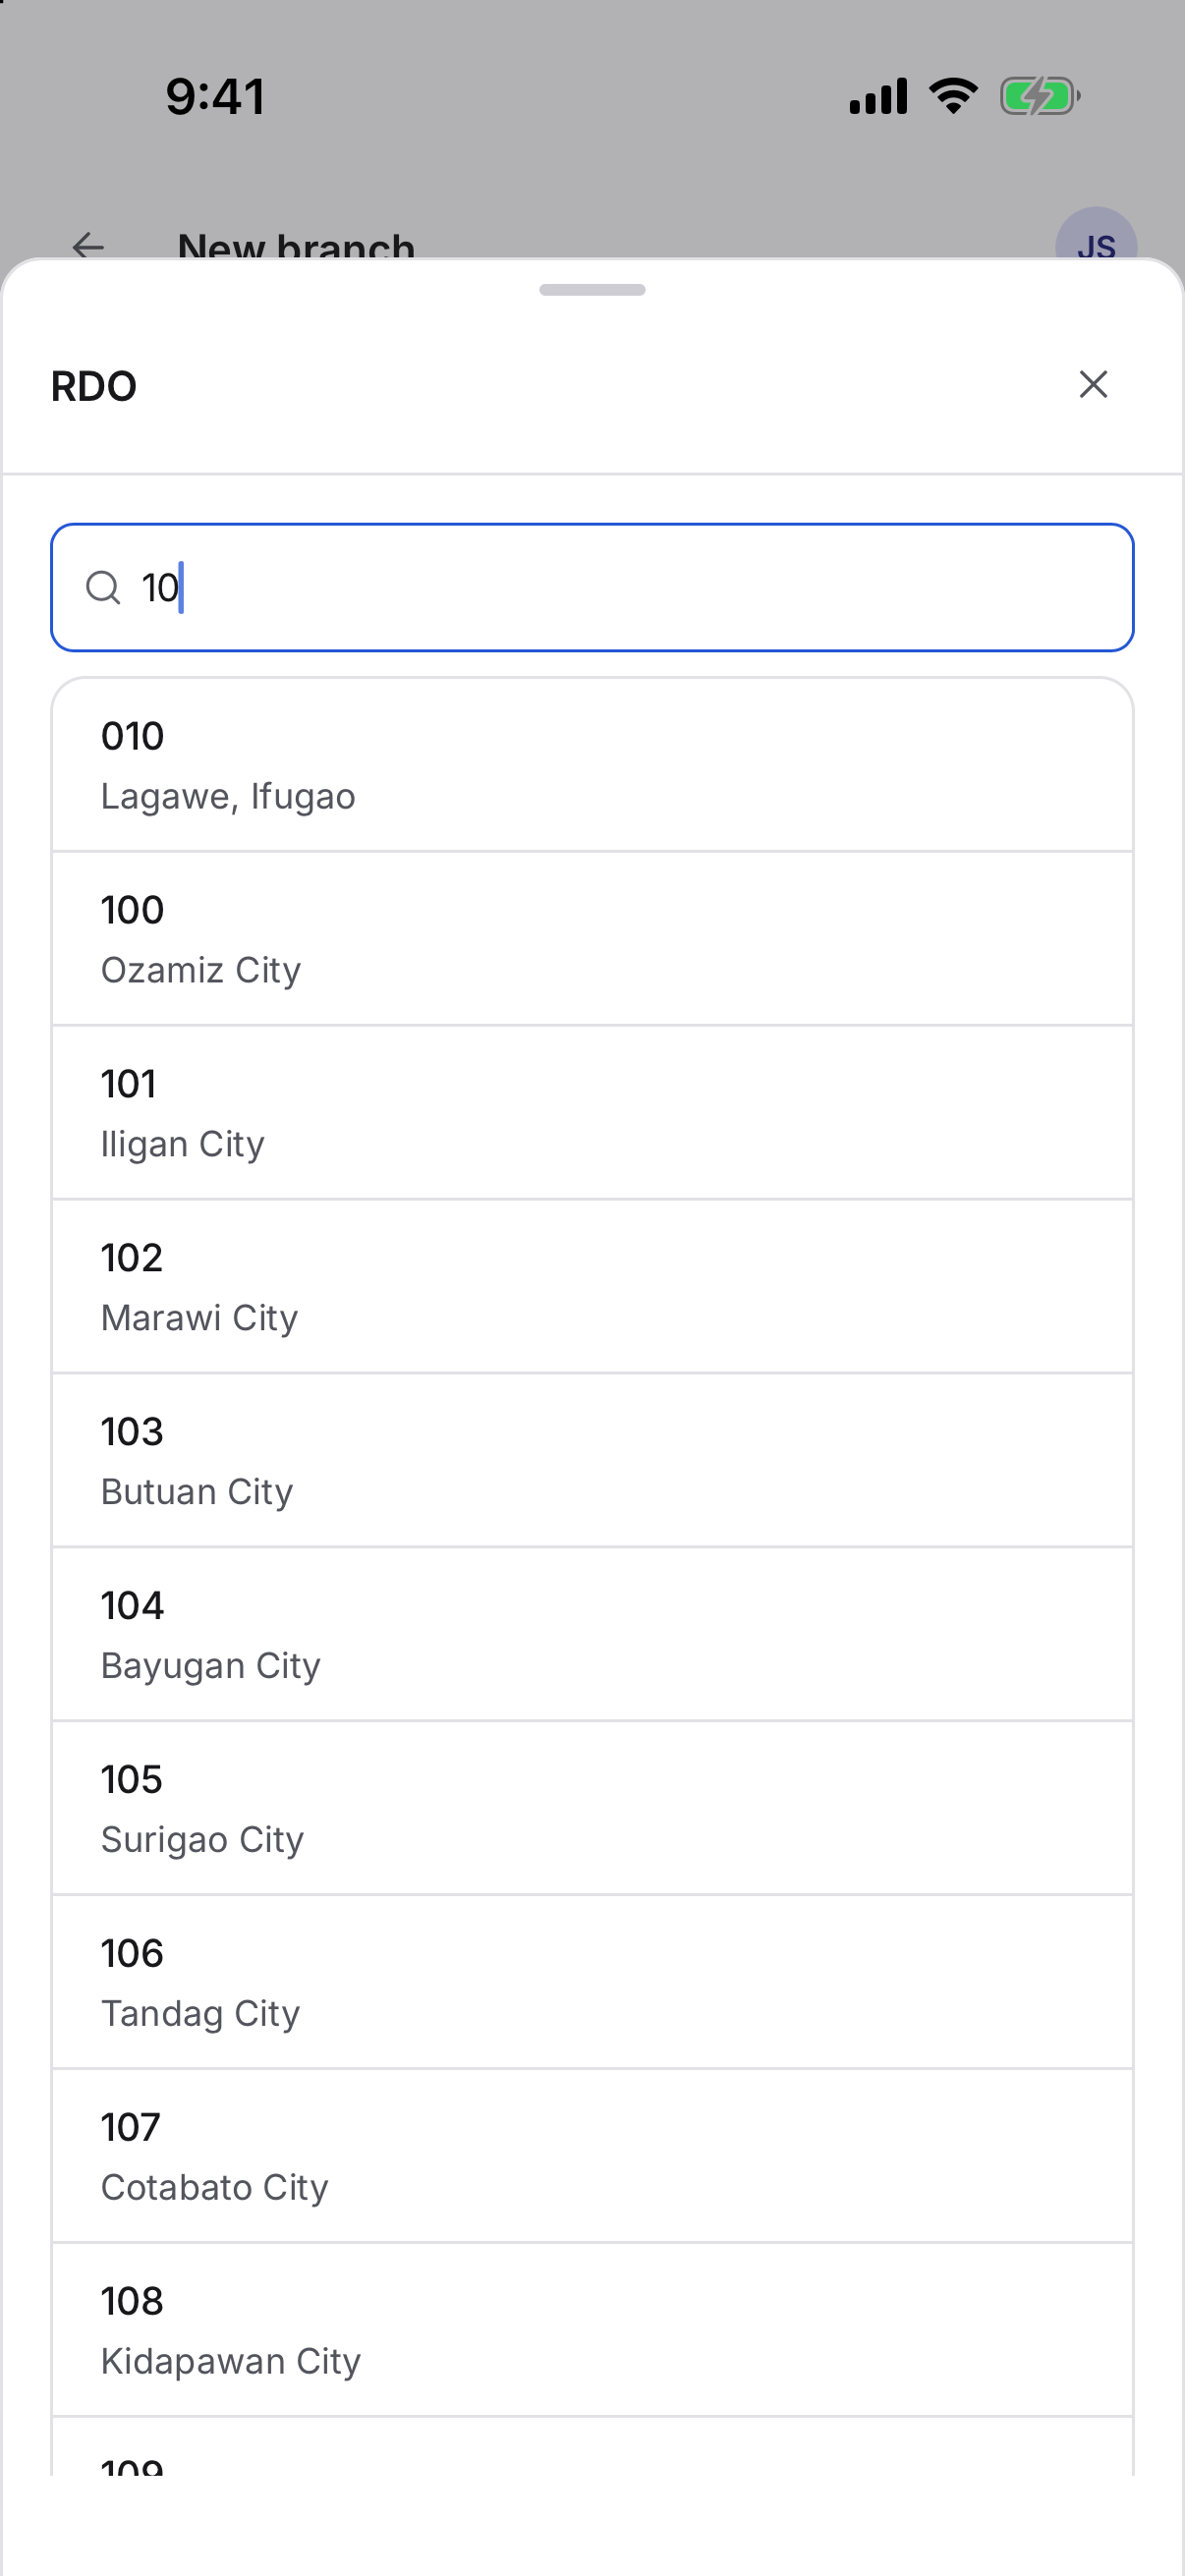 9:41
New branch
JS
RDO
10
010
Lagawe, Ifugao
100
Ozamiz City
101
Iligan City
102
Marawi City
103
Butuan City
104
Bayugan City
105
Surigao City
106
Tandag City
107
Cotabato City
108
Kidapawan City
109